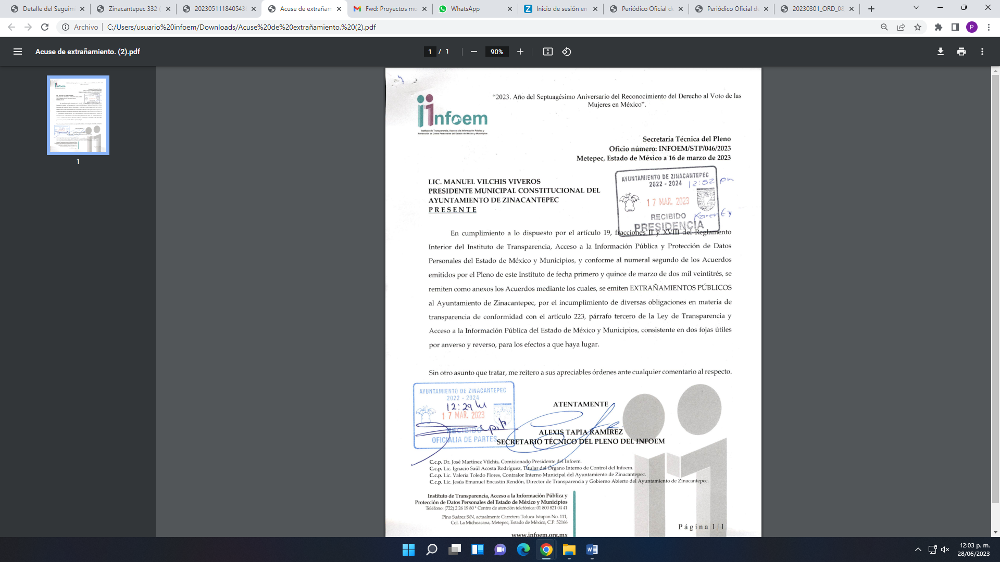 Detalle del Seguim
Zinacantepec 332 (
2023051118405430
Acuse de extrañam
Fwd: Proyectos mo
WhatsApp
Inicio de sesión en
Periódico Oficial de
Periódico Oficial de
20230301_ORD_08
Archivo
C:/Users/usuario%20infoem/Downloads/Acuse%20de%20extrañamiento.%20(2).pdf
P
Acuse de extrañamiento. (2).pdf
1 / 1
90%
1
infoem
Instituto de Transparencia, Acceso a la Información Pública y
Protección de Datos Personales del Estado de México y Municipios
“2023. Año del Septuagésimo Aniversario del Reconocimiento del Derecho al Voto de las
Mujeres en México”.
Secretaría Técnica del Pleno
Oficio número: INFOEM/STP/046/2023
Metepec, Estado de México a 16 de marzo de 2023
AYUNTAMIENTO DE ZINACANTEPEC
2022 - 2024 12:52 pm
17 MAR. 2023
RECIBIDO
PRESIDENCIA
LIC. MANUEL VILCHIS VIVEROS
PRESIDENTE MUNICIPAL CONSTITUCIONAL DEL
AYUNTAMIENTO DE ZINACANTEPEC
P R E S E N T E
En cumplimiento a lo dispuesto por el artículo 19, fracciones II y XVIII del Reglamento
Interior del Instituto de Transparencia, Acceso a la Información Pública y Protección de Datos
Personales del Estado de México y Municipios, y conforme al numeral segundo de los Acuerdos
emitidos por el Pleno de este Instituto de fecha primero y quince de marzo de dos mil veintitrés, se
remiten como anexos los Acuerdos mediante los cuales, se emiten EXTRAÑAMIENTOS PÚBLICOS
al Ayuntamiento de Zinacantepec, por el incumplimiento de diversas obligaciones en materia de
transparencia de conformidad con el artículo 223, párrafo tercero de la Ley de Transparencia y
Acceso a la Información Pública del Estado de México y Municipios, consistente en dos fojas útiles
por anverso y reverso, para los efectos a que haya lugar.
Sin otro asunto que tratar, me reitero a sus apreciables órdenes ante cualquier comentario al respecto.
AYUNTAMIENTO DE ZINACANTEPEC
2022 - 2024
12:29
17 MAR. 2023
RECIBIDO
OFICIALIA DE PARTES
ATENTAMENTE
ALEXIS TAPIA RAMÍREZ
SECRETARIO TÉCNICO DEL PLENO DEL INFOEM
C.c.p. Dr. José Martínez Vilchis, Comisionado Presidente del Infoem.
C.c.p. Lic. Ignacio Saúl Acosta Rodríguez, Titular del Órgano Interno de Control del Infoem.
C.c.p. Lic. Valeria Toledo Flores, Contralor Interno Municipal del Ayuntamiento de Zinacantepec.
C.c.p. Lic. Jesús Emanuel Encastin Rendón, Director de Transparencia y Gobierno Abierto del Ayuntamiento de Zinacantepec.
Instituto de Transparencia, Acceso a la Información Pública y
Protección de Datos Personales del Estado de México y Municipios
Teléfono: (722) 2 26 19 80 * Centro de atención telefónica: 01 800 821 04 41
Pino Suárez S/N, actualmente Carretera Toluca-Ixtapan No. 111,
Col. La Michoacana, Metepec, Estado de México, C.P. 52166
www.infoem.org.mx
Página 1|1
12:03 p. m.
28/06/2023